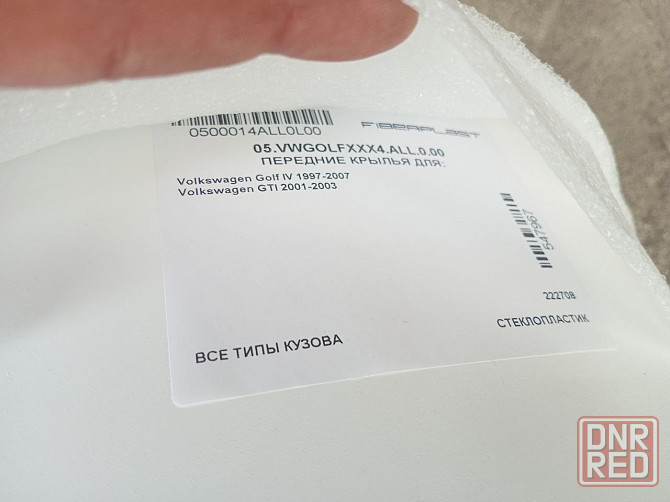 0500014ALL0L00
FIBERPLAST
05.VWGOLFXXX4.ALL.0.00
ПЕРЕДНИЕ КРЫЛЬЯ ДЛЯ:
Volkswagen Golf IV 1997-2007
Volkswagen GTI 2001-2003
547967
222708
СТЕКЛОПЛАСТИК
ВСЕ ТИПЫ КУЗОВА
DNR
RED